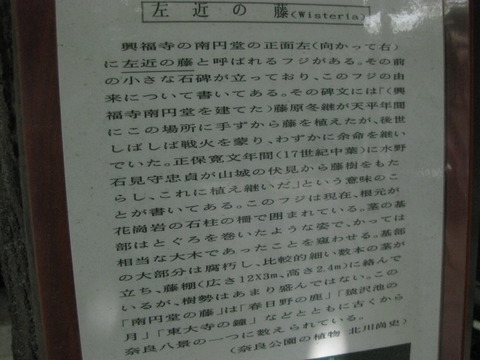 左近の藤(Wisteria)
興福寺の南円堂の正面左(向かって右)
に左近の藤と呼ばれるフジがある。その前
の小さな石碑が立っており、このフジの由
来について書いてある。その碑文には「(興
福寺南円堂を建てた)藤原冬継が天平年間
にこの場所に手ずから藤を植えたが、後世
しばしば戦火を蒙り、わずかに余命を継い
でいた。正保寛文年間(17世紀中葉)に水野
石見守忠貞が山城の伏見から藤樹をもた
らし、これに植え継いだ」という意味のこ
とが書いてある。このフジは現在、根元が
花崗岩の石柱の柵で囲まれている。茎の基
部はとぐろを巻いたような姿で、かっては
相当な大木であったことを窺わせる。基部
の大部分は腐朽し、比較的細い数本の茎が
立ち、藤棚(広さ12X3m、高さ2.4m)に絡んで
いるが、樹勢はあまり盛んではない。この
「南円堂の藤」は「春日野の鹿」「猿沢池の
月」「東大寺の鐘」などとともに古くから
奈良八景の一つに数えられている。
(奈良公園の植物 北川尚史)